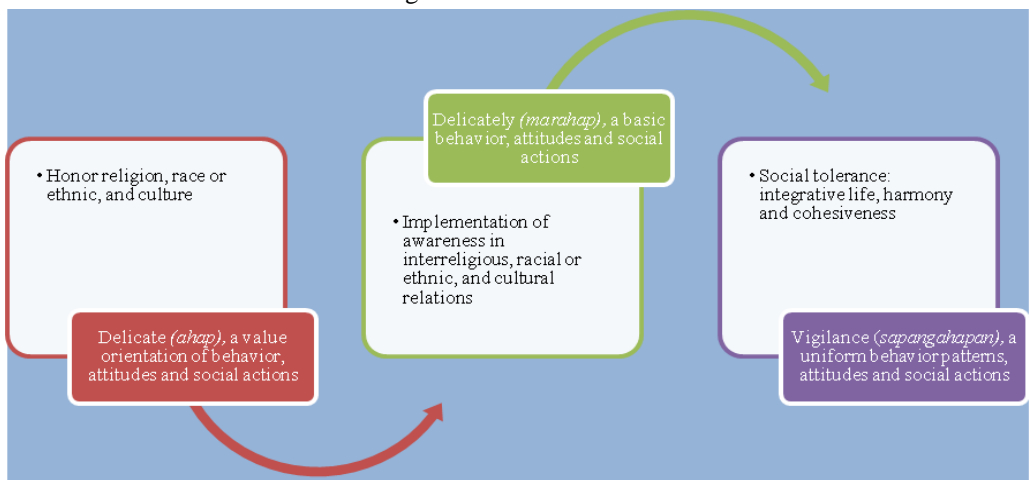 • Honor religion, race or
ethnic, and culture
Delicate (ahap), a value
orientation of behavior,
attitudes and social actions
Delicately (marahap), a basic
behavior, attitudes and social
actions
• Implementation of
awareness in
interreligious, racial or
ethnic, and cultural
relations
• Social tolerance:
integrative life, harmony
and cohesiveness
Vigilance (sapangahapan), a
uniform behavior patterns,
attitudes and social actions